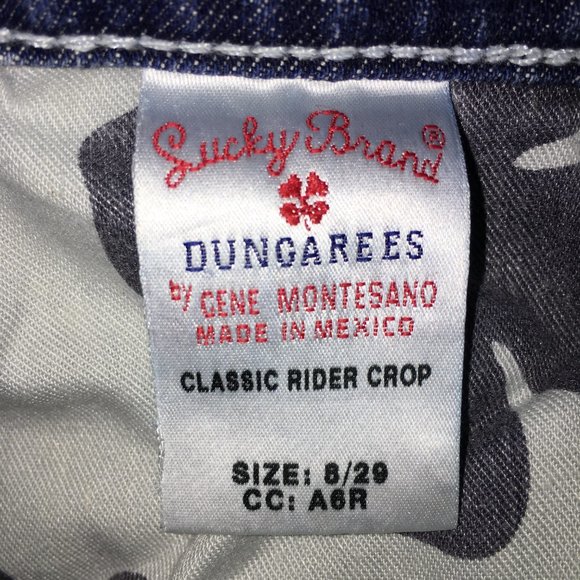 Lucky Brand®
DUNGAREES
by GENE MONTESANO
MADE IN MEXICO
CLASSIC RIDER CROP
SIZE: 8/29
CC: A6R